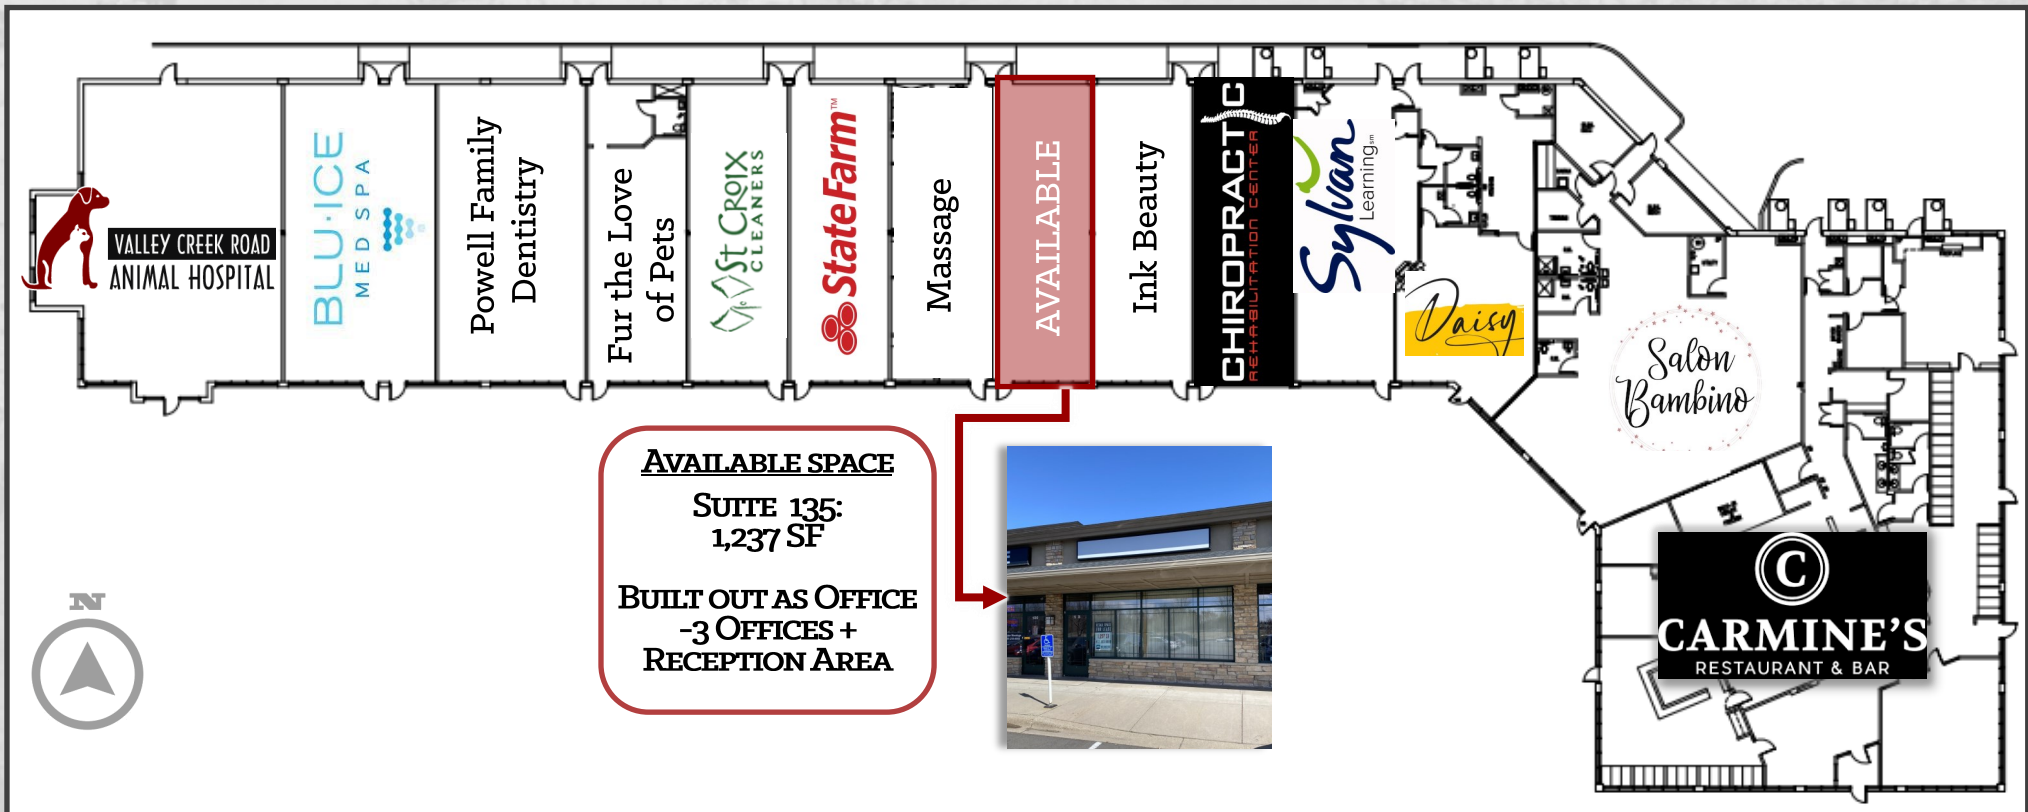 VALLEY CREEK ROAD
ANIMAL HOSPITAL
BLU·ICE
MED SPA
Powell Family
Dentistry
Fur the Love
of Pets
St Croix
CLEANERS
StateFarm™
Massage
AVAILABLE
Ink Beauty
CHIROPRACTIC
REHABILITATION CENTER
Sylvan
Learning℠
Daisy
Salon
Bambino
C
CARMINE'S
RESTAURANT & BAR
AVAILABLE SPACE
SUITE 135:
1,237 SF
BUILT OUT AS OFFICE
-3 OFFICES +
RECEPTION AREA
N